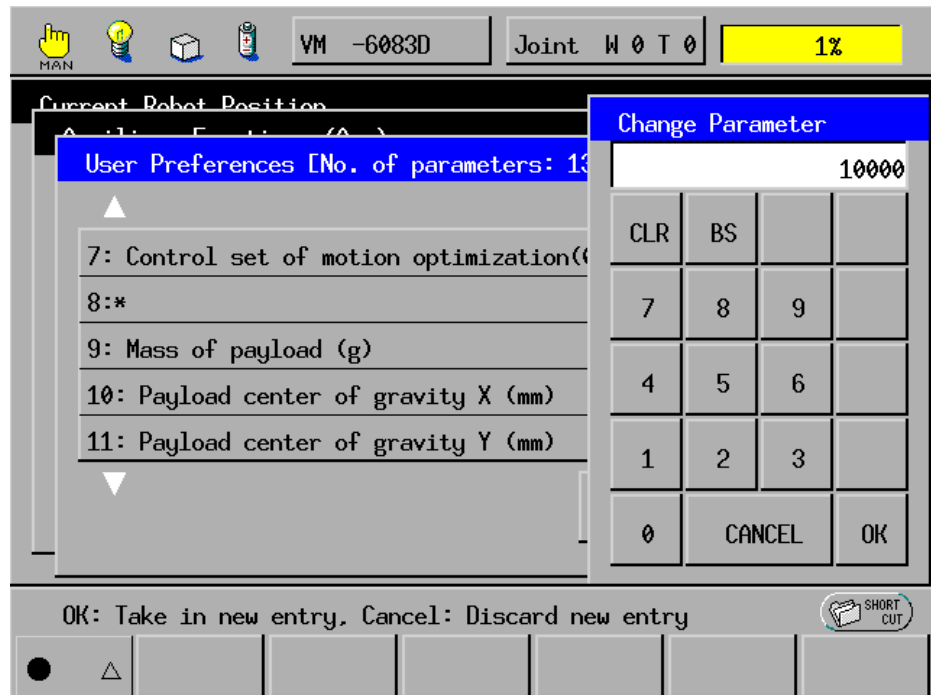 MAN
VM -6083D
Joint W 0 T 0
1%
Current Robot Position
User Preferences [No. of parameters: 13
7: Control set of motion optimization(
8:*
9: Mass of payload (g)
10: Payload center of gravity X (mm)
11: Payload center of gravity Y (mm)
Change Parameter
10000
CLR BS
7 8 9
4 5 6
1 2 3
0 CANCEL OK
OK: Take in new entry, Cancel: Discard new entry
SHORT
CUT